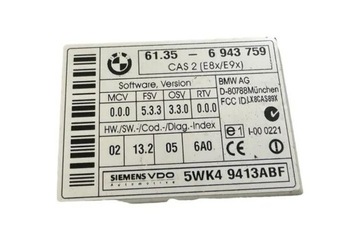 61.35 - 6 943 759
CAS 2 (E8x/E9x)
Software, Version
MCV FSV OSV RTV
0.0.0 5.3.3 3.3.0 0.0.0
HW./SW.-/Cod.-/Diag.-Index
02 13.2 05 6A0
BMW AG
D-80788München
FCC ID:LX8CAS89X
e1 I-00 0221
SIEMENS VDO
Automotive
5WK4 9413ABF